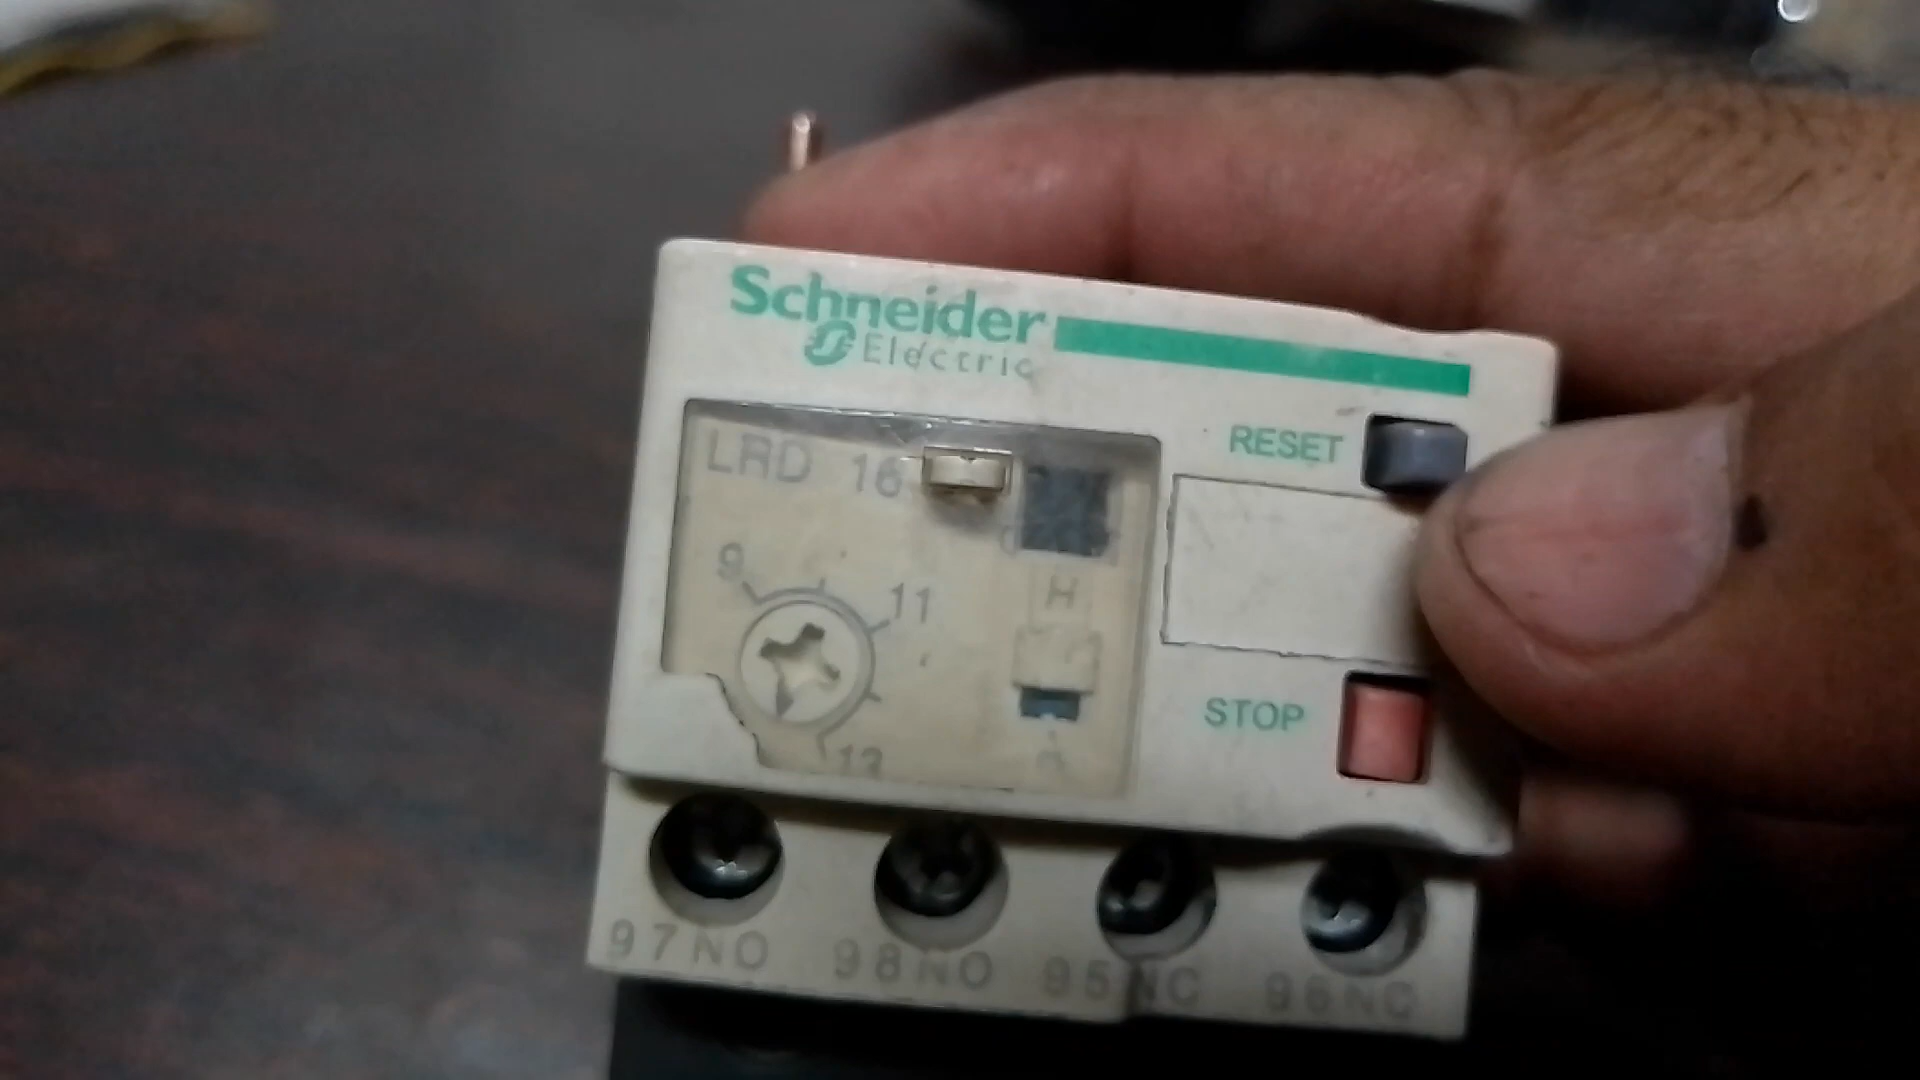 Schneider
Electric
LRD 16
RESET
9
11
H
STOP
13
97NO 98NO 95NC 96NC